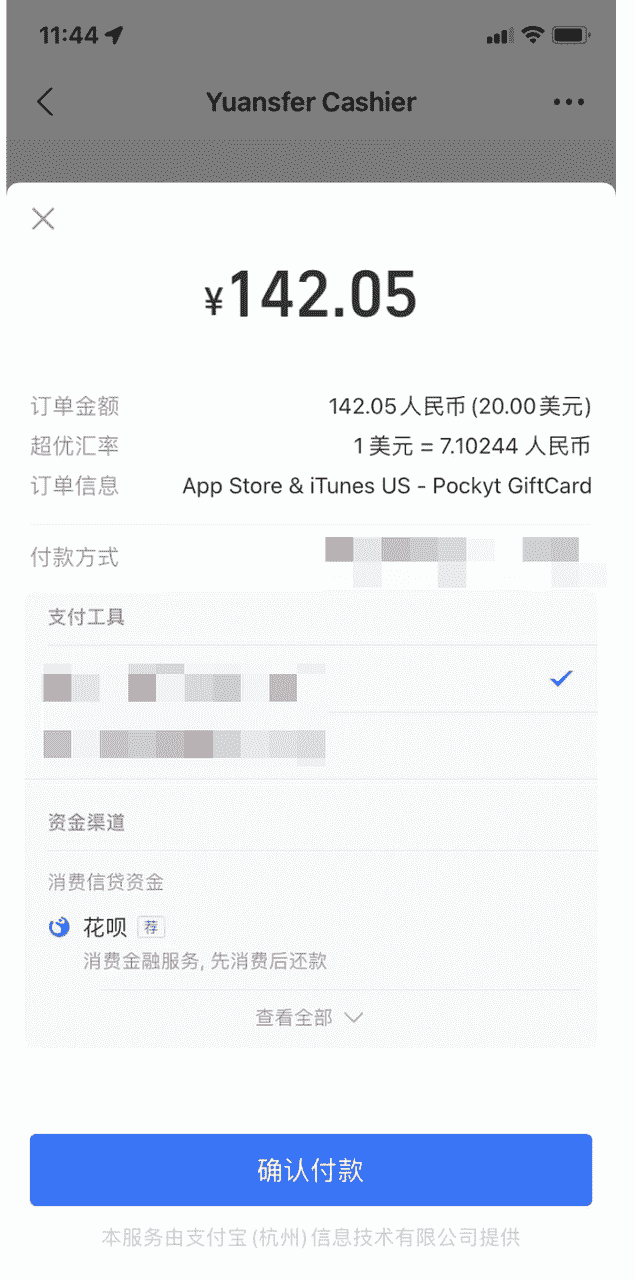 11:44
Yuansfer Cashier
¥142.05
订单金额 142.05人民币(20.00美元)
超优汇率 1美元 = 7.10244 人民币
订单信息 App Store & iTunes US - Pockyt GiftCard
付款方式
支付工具
资金渠道
消费信贷资金
花呗 荐
消费金融服务, 先消费后还款
查看全部
确认付款
本服务由支付宝(杭州)信息技术有限公司提供